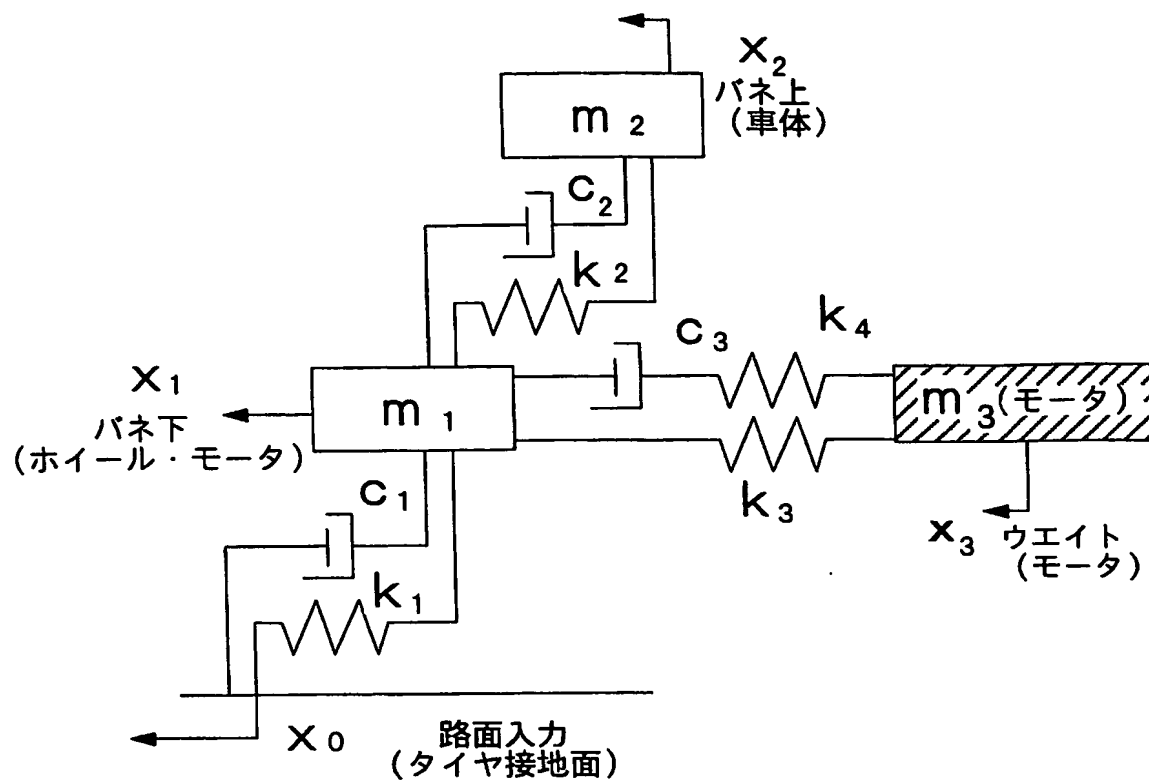 x₂
バネ上
(車体)
m₂
c₂
k₂
c₃
k₄
x₁
m₁
m₃(モータ)
バネ下
(ホイール・モータ)
c₁
k₃
x₃
ウエイト
(モータ)
k₁
x₀
路面入力
(タイヤ接地面)